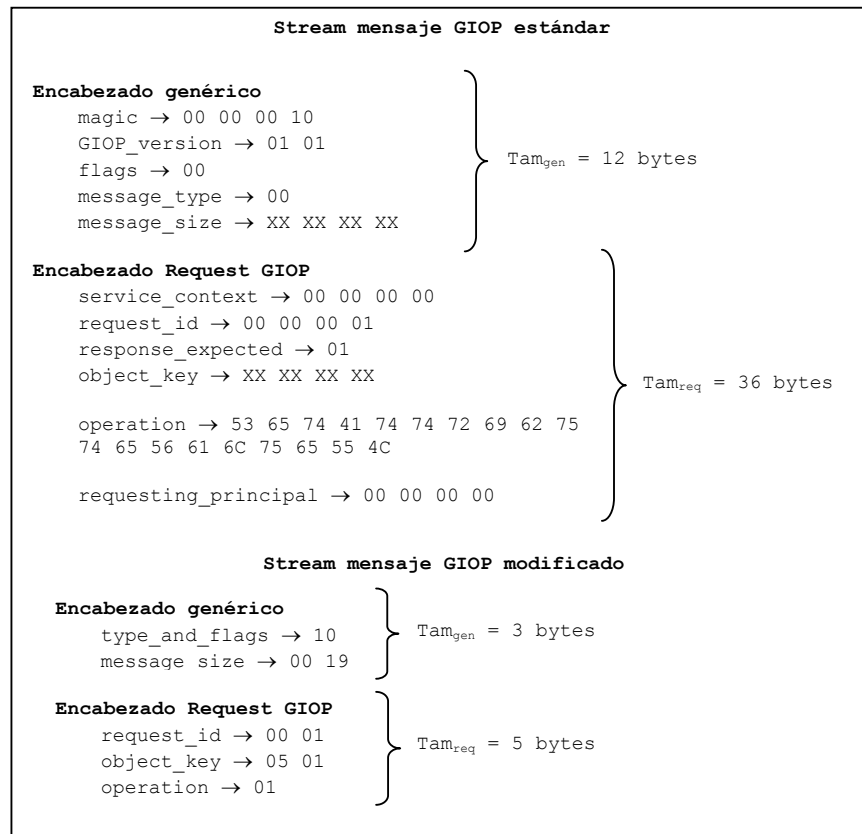 Stream mensaje GIOP estándar
Encabezado genérico
magic → 00 00 00 10
GIOP_version → 01 01
flags → 00
message_type → 00
message_size → XX XX XX XX
Tam_gen = 12 bytes
Encabezado Request GIOP
service_context → 00 00 00 00
request_id → 00 00 00 01
response_expected → 01
object_key → XX XX XX XX
operation → 53 65 74 41 74 74 72 69 62 75
74 65 56 61 6C 75 65 55 4C
requesting_principal → 00 00 00 00
Tam_req = 36 bytes
Stream mensaje GIOP modificado
Encabezado genérico
type_and_flags → 10
message size → 00 19
Tam_gen = 3 bytes
Encabezado Request GIOP
request_id → 00 01
object_key → 05 01
operation → 01
Tam_req = 5 bytes